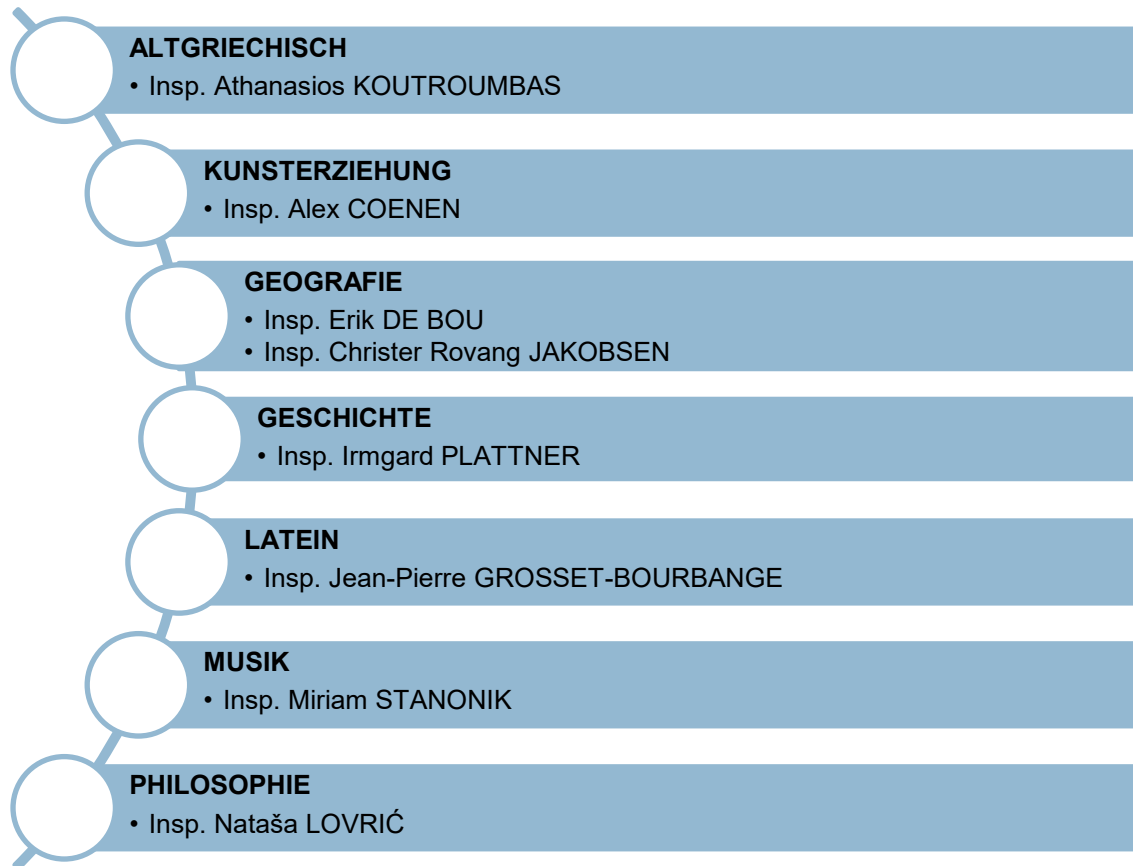 ALTGRIECHISCH
• Insp. Athanasios KOUTROUMBAS
KUNSTERZIEHUNG
• Insp. Alex COENEN
GEOGRAFIE
• Insp. Erik DE BOU
• Insp. Christer Rovang JAKOBSEN
GESCHICHTE
• Insp. Irmgard PLATTNER
LATEIN
• Insp. Jean-Pierre GROSSET-BOURBANGE
MUSIK
• Insp. Miriam STANONIK
PHILOSOPHIE
• Insp. Nataša LOVRIĆ